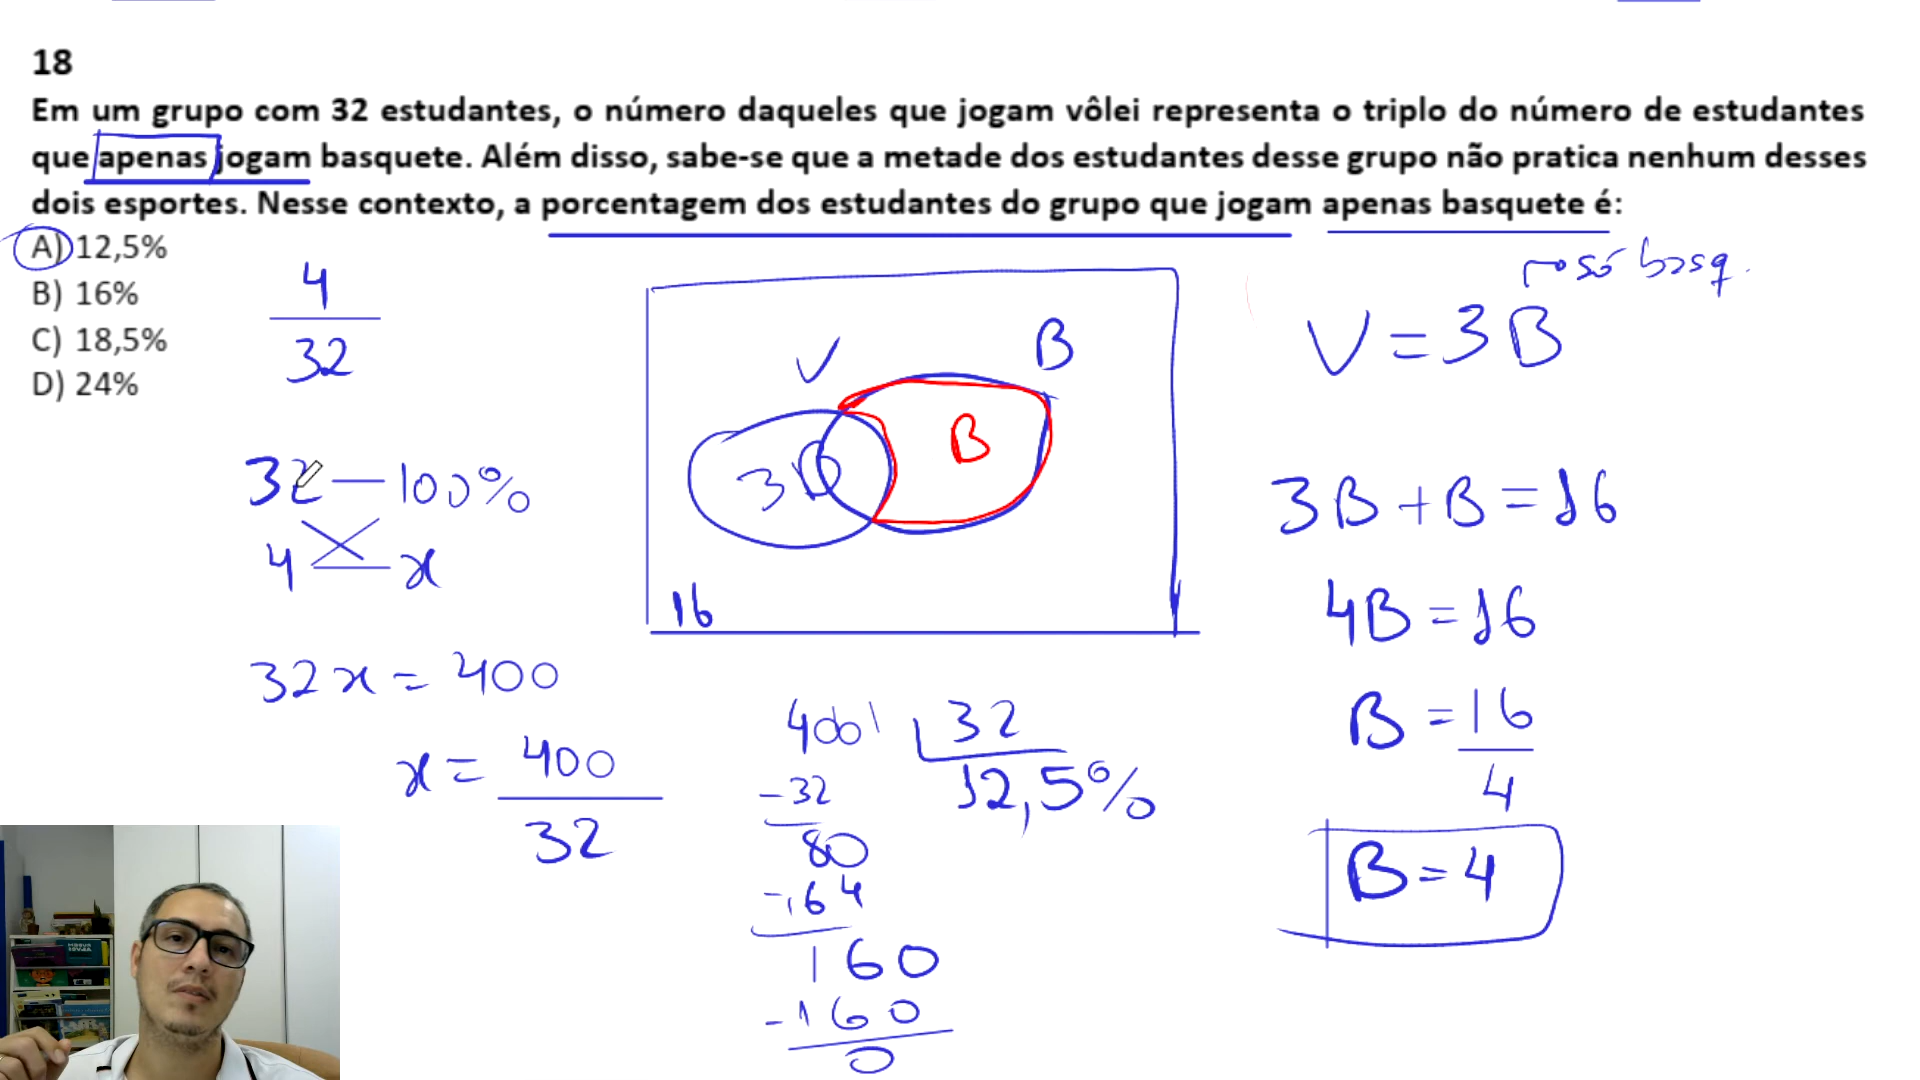 18
Em um grupo com 32 estudantes, o número daqueles que jogam vôlei representa o triplo do número de estudantes
que apenas jogam basquete. Além disso, sabe-se que a metade dos estudantes desse grupo não pratica nenhum desses
dois esportes. Nesse contexto, a porcentagem dos estudantes do grupo que jogam apenas basquete é:
A) 12,5%
B) 16%
C) 18,5%
D) 24%
4
32
32 — 100%
4 x
32x = 400
x = 400
32
V
B
3B
B
16
400 32
-32 12,5%
80
-64
160
-160
0
só basq.
V = 3B
3B + B = 16
4B = 16
B = 16
4
B = 4